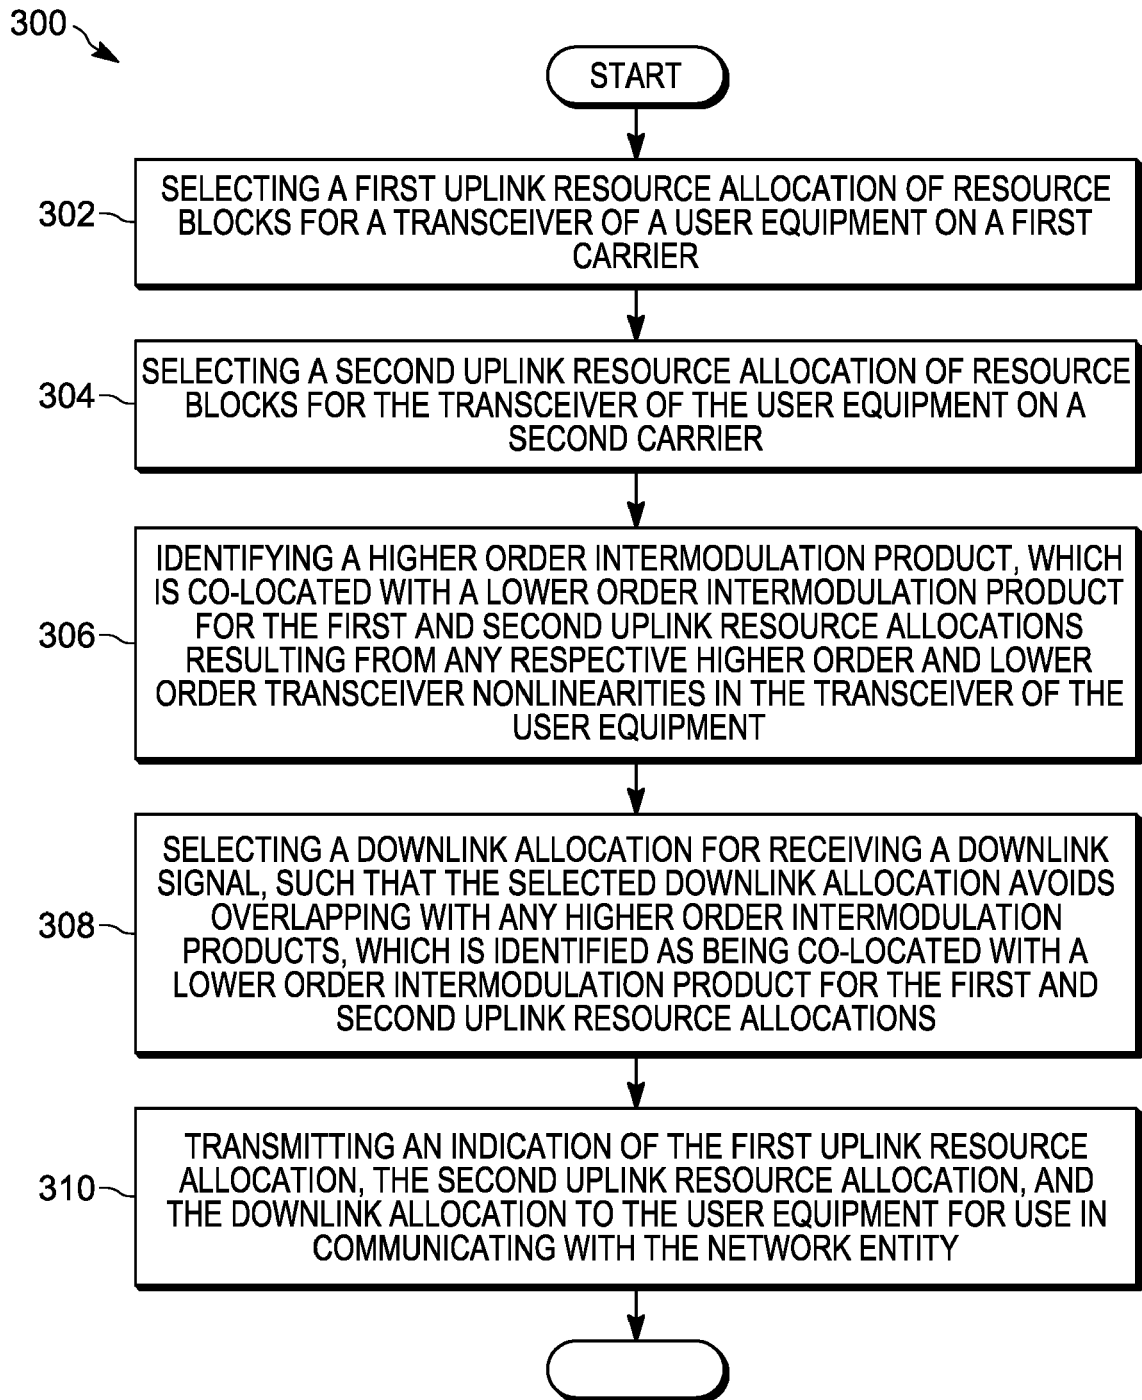 300
START
302
SELECTING A FIRST UPLINK RESOURCE ALLOCATION OF RESOURCE
BLOCKS FOR A TRANSCEIVER OF A USER EQUIPMENT ON A FIRST
CARRIER
304
SELECTING A SECOND UPLINK RESOURCE ALLOCATION OF RESOURCE
BLOCKS FOR THE TRANSCEIVER OF THE USER EQUIPMENT ON A
SECOND CARRIER
306
IDENTIFYING A HIGHER ORDER INTERMODULATION PRODUCT, WHICH
IS CO-LOCATED WITH A LOWER ORDER INTERMODULATION PRODUCT
FOR THE FIRST AND SECOND UPLINK RESOURCE ALLOCATIONS
RESULTING FROM ANY RESPECTIVE HIGHER ORDER AND LOWER
ORDER TRANSCEIVER NONLINEARITIES IN THE TRANSCEIVER OF THE
USER EQUIPMENT
308
SELECTING A DOWNLINK ALLOCATION FOR RECEIVING A DOWNLINK
SIGNAL, SUCH THAT THE SELECTED DOWNLINK ALLOCATION AVOIDS
OVERLAPPING WITH ANY HIGHER ORDER INTERMODULATION
PRODUCTS, WHICH IS IDENTIFIED AS BEING CO-LOCATED WITH A
LOWER ORDER INTERMODULATION PRODUCT FOR THE FIRST AND
SECOND UPLINK RESOURCE ALLOCATIONS
310
TRANSMITTING AN INDICATION OF THE FIRST UPLINK RESOURCE
ALLOCATION, THE SECOND UPLINK RESOURCE ALLOCATION, AND
THE DOWNLINK ALLOCATION TO THE USER EQUIPMENT FOR USE IN
COMMUNICATING WITH THE NETWORK ENTITY